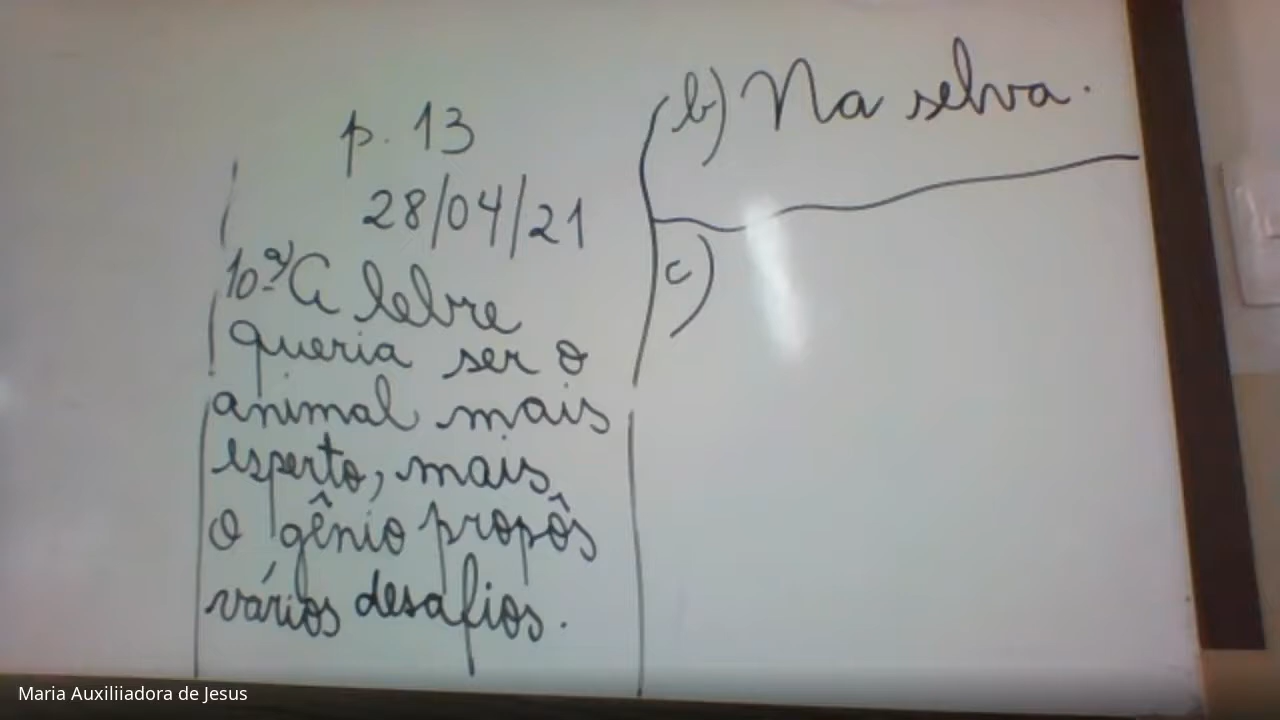 p. 13
28/04/21
10ª a) A lebre
queria ser o
animal mais
esperto, mais
o gênio propôs
vários desafios.
b) Na selva.
c)
Maria Auxiliiadora de Jesus